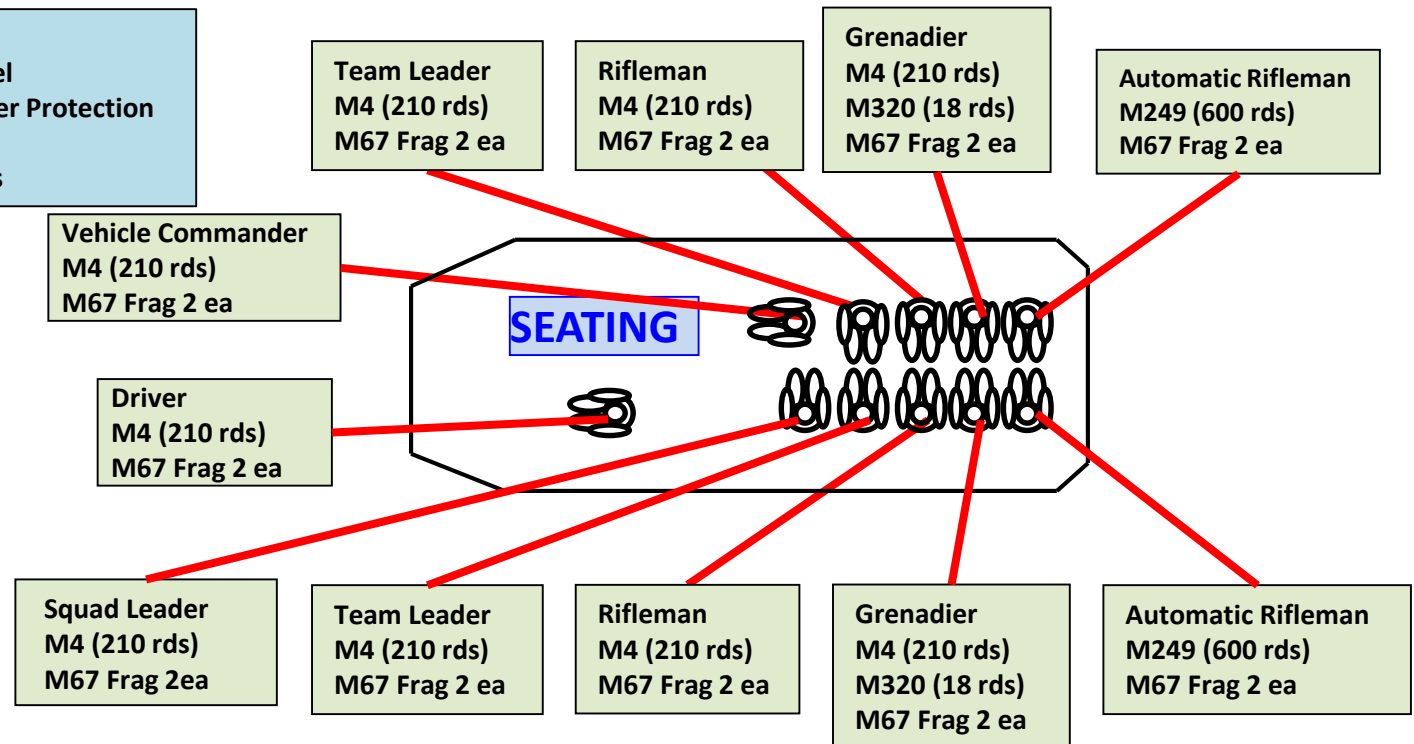 Protection
Team Leader
M4 (210 rds)
M67 Frag 2 ea
Rifleman
M4 (210 rds)
M67 Frag 2 ea
Grenadier
M4 (210 rds)
M320 (18 rds)
M67 Frag 2 ea
Automatic Rifleman
M249 (600 rds)
M67 Frag 2 ea
Vehicle Commander
M4 (210 rds)
M67 Frag 2 ea
SEATING
Driver
M4 (210 rds)
M67 Frag 2 ea
Squad Leader
M4 (210 rds)
M67 Frag 2ea
Team Leader
M4 (210 rds)
M67 Frag 2 ea
Rifleman
M4 (210 rds)
M67 Frag 2 ea
Grenadier
M4 (210 rds)
M320 (18 rds)
M67 Frag 2 ea
Automatic Rifleman
M249 (600 rds)
M67 Frag 2 ea